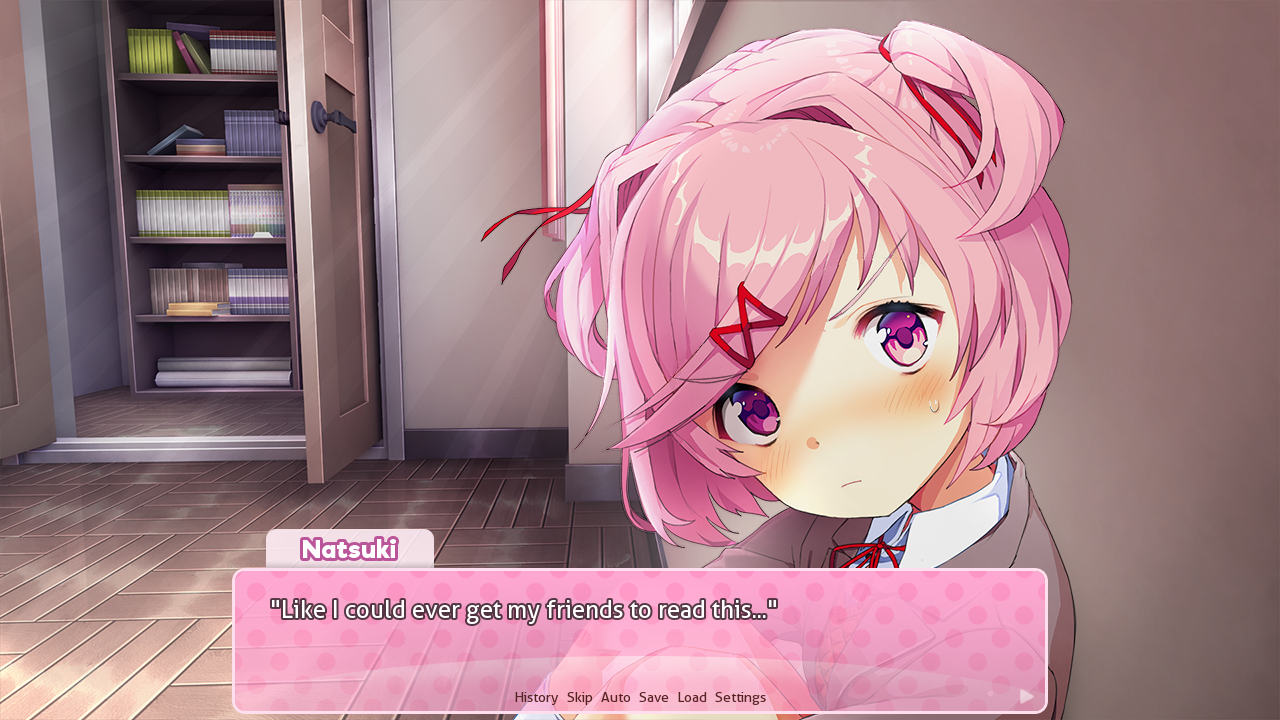 Natsuki
"Like I could ever get my friends to read this..."
History Skip Auto Save Load Settings